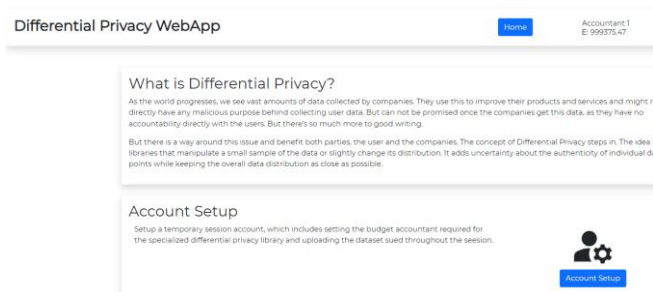 Differential Privacy WebApp
Home
Accountant 1
E: 999375.47
What is Differential Privacy?
As the world progresses, we see vast amounts of data collected by companies. They use this to improve their products and services and might
directly have any malicious purpose behind collecting user data. But can not be promised once the companies get this data, as they have no
accountability directly with the users. But there's so much more to good writing.
But there is a way around this issue and benefit both parties, the user and the companies. The concept of Differential Privacy steps in. The idea
libraries that manipulate a small sample of the data or slightly change its distribution. It adds uncertainty about the authenticity of individual
points while keeping the overall data distribution as close as possible.
Account Setup
Setup a temporary session account, which includes setting the budget accountant required for
the specialized differential privacy library and uploading the dataset sued throughout the seesion.
Account Setup